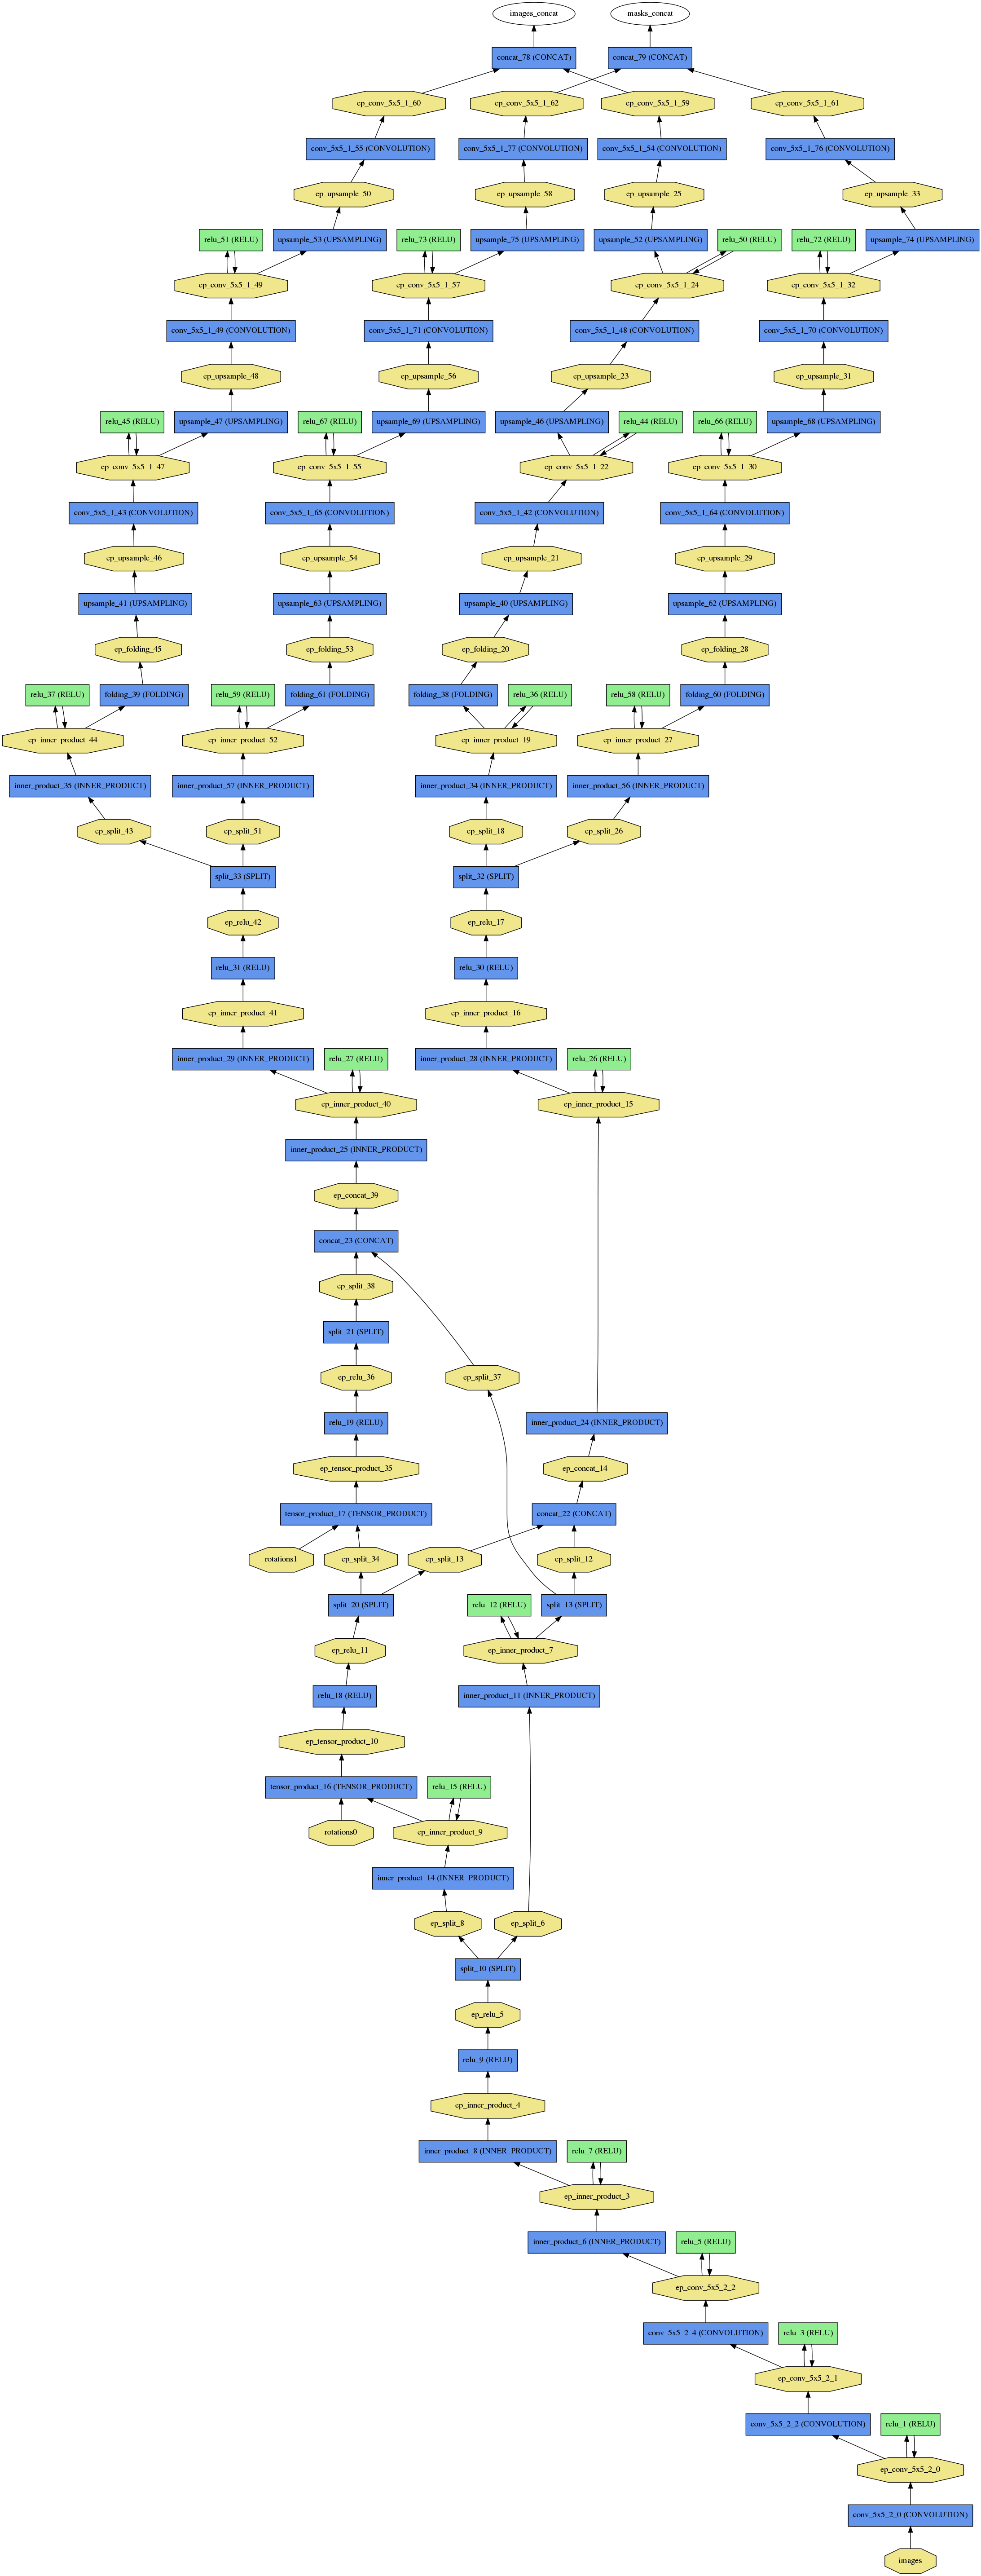 images_concat
masks_concat
concat_78 (CONCAT)
concat_79 (CONCAT)
ep_conv_5x5_1_60
ep_conv_5x5_1_62
ep_conv_5x5_1_59
ep_conv_5x5_1_61
conv_5x5_1_55 (CONVOLUTION)
conv_5x5_1_77 (CONVOLUTION)
conv_5x5_1_54 (CONVOLUTION)
conv_5x5_1_76 (CONVOLUTION)
ep_upsample_50
ep_upsample_58
ep_upsample_25
ep_upsample_33
relu_51 (RELU)
upsample_53 (UPSAMPLING)
relu_73 (RELU)
upsample_75 (UPSAMPLING)
upsample_52 (UPSAMPLING)
relu_50 (RELU)
relu_72 (RELU)
upsample_74 (UPSAMPLING)
ep_conv_5x5_1_49
ep_conv_5x5_1_57
ep_conv_5x5_1_24
ep_conv_5x5_1_32
conv_5x5_1_49 (CONVOLUTION)
conv_5x5_1_71 (CONVOLUTION)
conv_5x5_1_48 (CONVOLUTION)
conv_5x5_1_70 (CONVOLUTION)
ep_upsample_48
ep_upsample_56
ep_upsample_23
ep_upsample_31
relu_45 (RELU)
upsample_47 (UPSAMPLING)
relu_67 (RELU)
upsample_69 (UPSAMPLING)
upsample_46 (UPSAMPLING)
relu_44 (RELU)
relu_66 (RELU)
upsample_68 (UPSAMPLING)
ep_conv_5x5_1_47
ep_conv_5x5_1_55
ep_conv_5x5_1_22
ep_conv_5x5_1_30
conv_5x5_1_43 (CONVOLUTION)
conv_5x5_1_65 (CONVOLUTION)
conv_5x5_1_42 (CONVOLUTION)
conv_5x5_1_64 (CONVOLUTION)
ep_upsample_46
ep_upsample_54
ep_upsample_21
ep_upsample_29
upsample_41 (UPSAMPLING)
upsample_63 (UPSAMPLING)
upsample_40 (UPSAMPLING)
upsample_62 (UPSAMPLING)
ep_folding_45
ep_folding_53
ep_folding_20
ep_folding_28
relu_37 (RELU)
folding_39 (FOLDING)
relu_59 (RELU)
folding_61 (FOLDING)
folding_38 (FOLDING)
relu_36 (RELU)
relu_58 (RELU)
folding_60 (FOLDING)
ep_inner_product_44
ep_inner_product_52
ep_inner_product_19
ep_inner_product_27
inner_product_35 (INNER_PRODUCT)
inner_product_57 (INNER_PRODUCT)
inner_product_34 (INNER_PRODUCT)
inner_product_56 (INNER_PRODUCT)
ep_split_43
ep_split_51
ep_split_18
ep_split_26
split_33 (SPLIT)
split_32 (SPLIT)
ep_relu_42
ep_relu_17
relu_31 (RELU)
relu_30 (RELU)
ep_inner_product_41
ep_inner_product_16
inner_product_29 (INNER_PRODUCT)
relu_27 (RELU)
inner_product_28 (INNER_PRODUCT)
relu_26 (RELU)
ep_inner_product_40
ep_inner_product_15
inner_product_25 (INNER_PRODUCT)
ep_concat_39
concat_23 (CONCAT)
ep_split_38
split_21 (SPLIT)
ep_relu_36
ep_split_37
relu_19 (RELU)
inner_product_24 (INNER_PRODUCT)
ep_tensor_product_35
ep_concat_14
tensor_product_17 (TENSOR_PRODUCT)
concat_22 (CONCAT)
rotations1
ep_split_34
ep_split_13
ep_split_12
split_20 (SPLIT)
relu_12 (RELU)
split_13 (SPLIT)
ep_relu_11
ep_inner_product_7
relu_18 (RELU)
inner_product_11 (INNER_PRODUCT)
ep_tensor_product_10
tensor_product_16 (TENSOR_PRODUCT)
relu_15 (RELU)
rotations0
ep_inner_product_9
inner_product_14 (INNER_PRODUCT)
ep_split_8
ep_split_6
split_10 (SPLIT)
ep_relu_5
relu_9 (RELU)
ep_inner_product_4
inner_product_8 (INNER_PRODUCT)
relu_7 (RELU)
ep_inner_product_3
inner_product_6 (INNER_PRODUCT)
relu_5 (RELU)
ep_conv_5x5_2_2
conv_5x5_2_4 (CONVOLUTION)
relu_3 (RELU)
ep_conv_5x5_2_1
conv_5x5_2_2 (CONVOLUTION)
relu_1 (RELU)
ep_conv_5x5_2_0
conv_5x5_2_0 (CONVOLUTION)
images